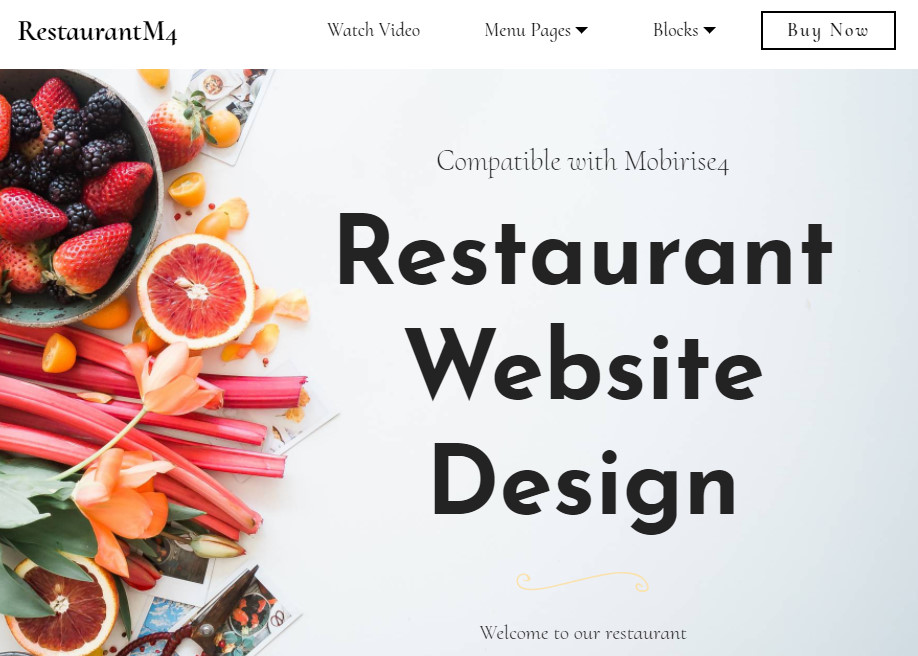 RestaurantM4
Watch Video
Menu Pages
Blocks
Buy Now
Compatible with Mobirise4
Restaurant
Website
Design
Welcome to our restaurant